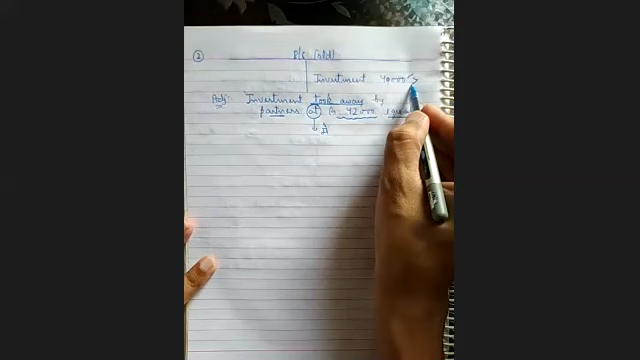 ②
B/S (old)
Investment 40000
Adj: Investment took away by
partners at Rs 42000